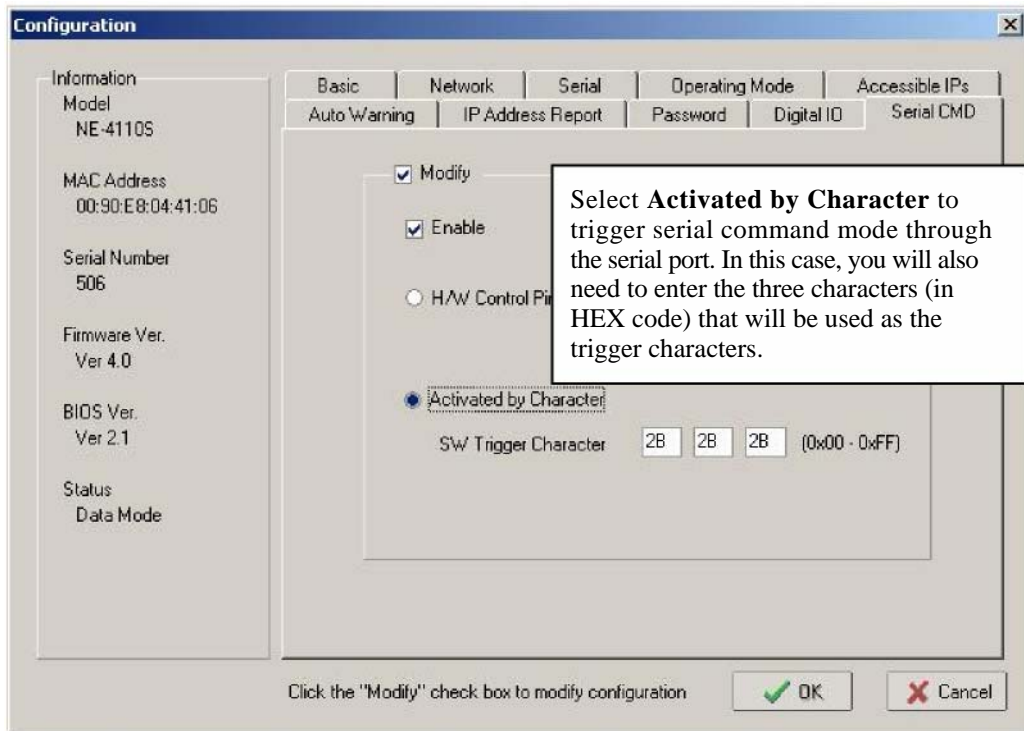 Configuration
Information
Model
NE-4110S
MAC Address
00:90:E8:04:41:06
Serial Number
506
Firmware Ver.
Ver 4.0
BIOS Ver.
Ver 2.1
Status
Data Mode
Basic
Network
Serial
Operating Mode
Accessible IPs
Auto Warning
IP Address Report
Password
Digital IO
Serial CMD
Modify
Enable
H/W Control
Select Activated by Character to
trigger serial command mode through
the serial port. In this case, you will also
need to enter the three characters (in
HEX code) that will be used as the
trigger characters.
Activated by Character
SW Trigger Character 2B 2B 2B (0x00 - 0xFF)
Click the "Modify" check box to modify configuration
OK
Cancel